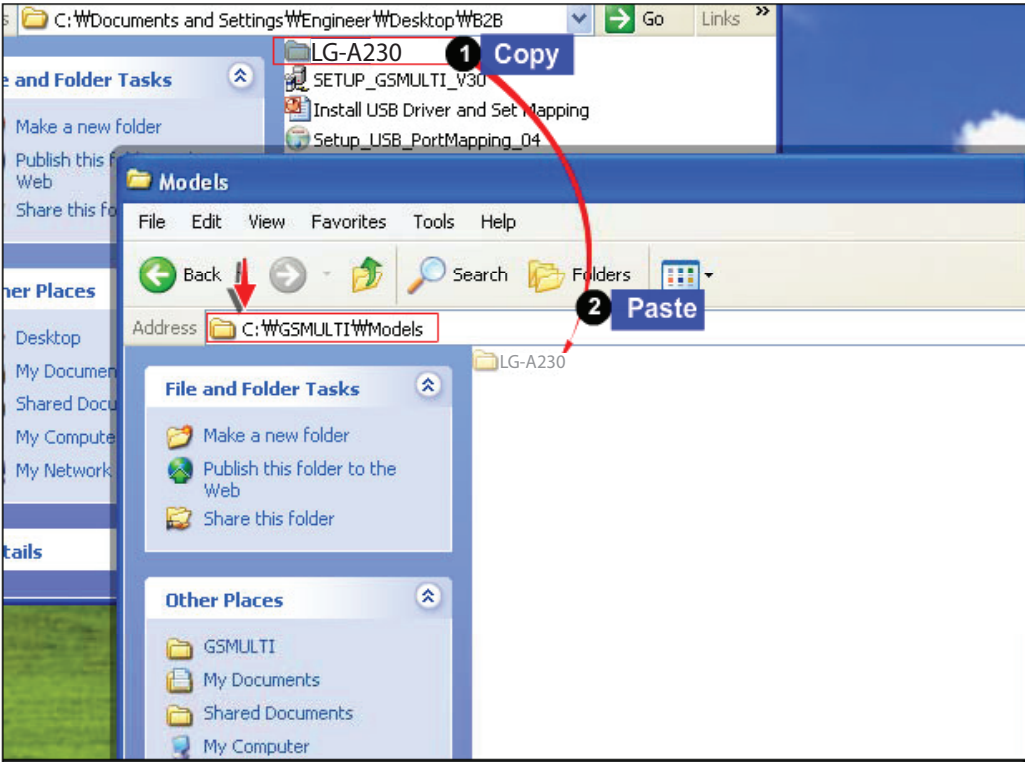 s C:₩Documents and Settings₩Engineer₩Desktop₩B2B Go Links »
LG-A230 1 Copy
SETUP_GSMULTI_V30
Install USB Driver and Set Mapping
Setup_USB_PortMapping_04
e and Folder Tasks
Make a new folder
Publish this f
Web
Share this fo
her Places
Desktop
My Documen
Shared Docu
My Compute
My Network
tails
Models
File Edit View Favorites Tools Help
Back Search Folders
2 Paste
Address C:₩GSMULTI₩Models
LG-A230
File and Folder Tasks
Make a new folder
Publish this folder to the
Web
Share this folder
Other Places
GSMULTI
My Documents
Shared Documents
My Computer